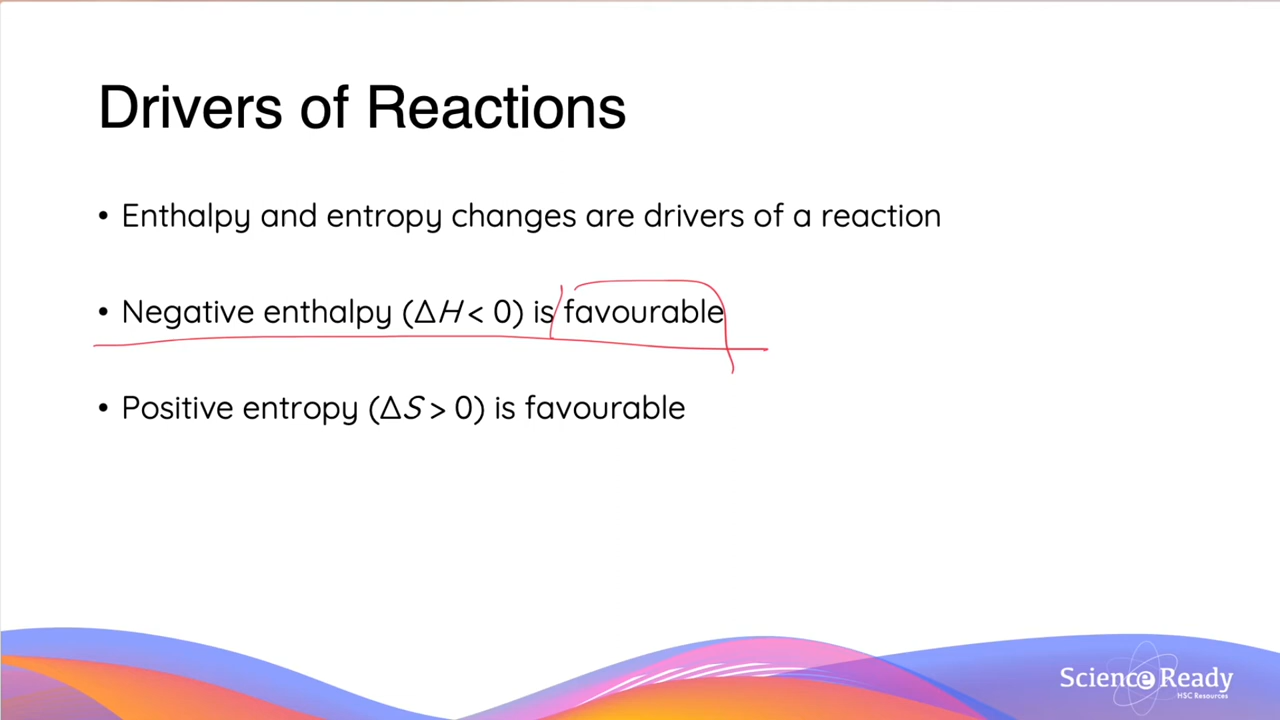 Drivers of Reactions
• Enthalpy and entropy changes are drivers of a reaction
• Negative enthalpy (ΔH < 0) is favourable
• Positive entropy (ΔS > 0) is favourable
Science Ready
HSC Resources